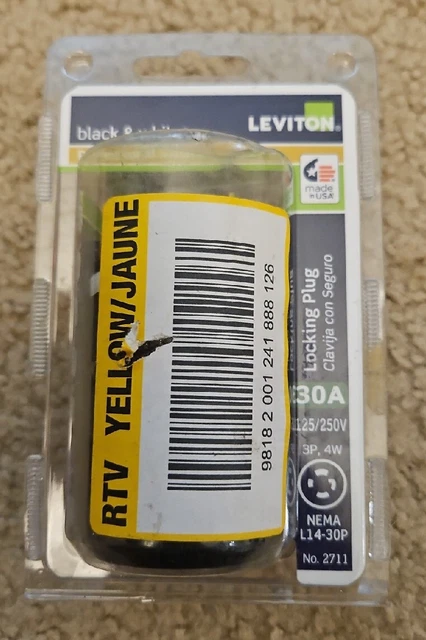 black &
LEVITON
made
in USA
RTV YELLOW/JAUNE
9818 2 001 241 888 126
Locking Plug
Clavija con Seguro
30A
125/250V
3P, 4W
NEMA
L14-30P
No. 2711